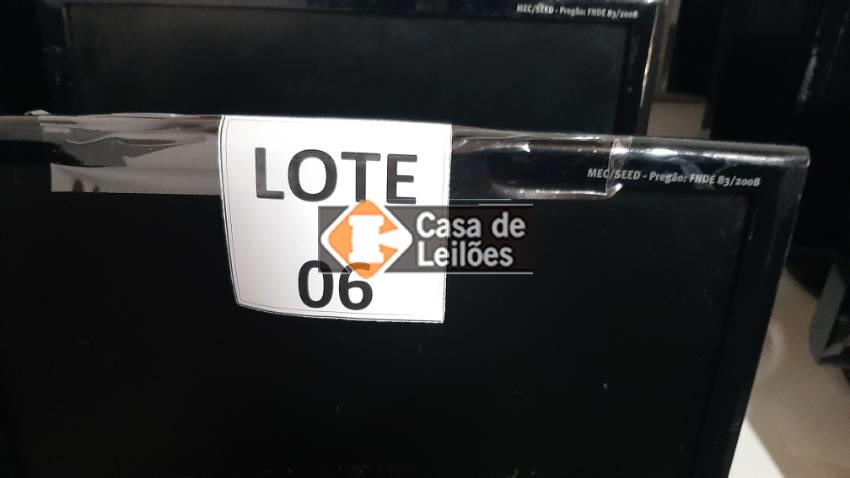 MEC/SEED - Pregão: FNDE 83/2008
LOTE
06
MEC/SEED - Pregão: FNDE 83/2008
Casa de
Leilões